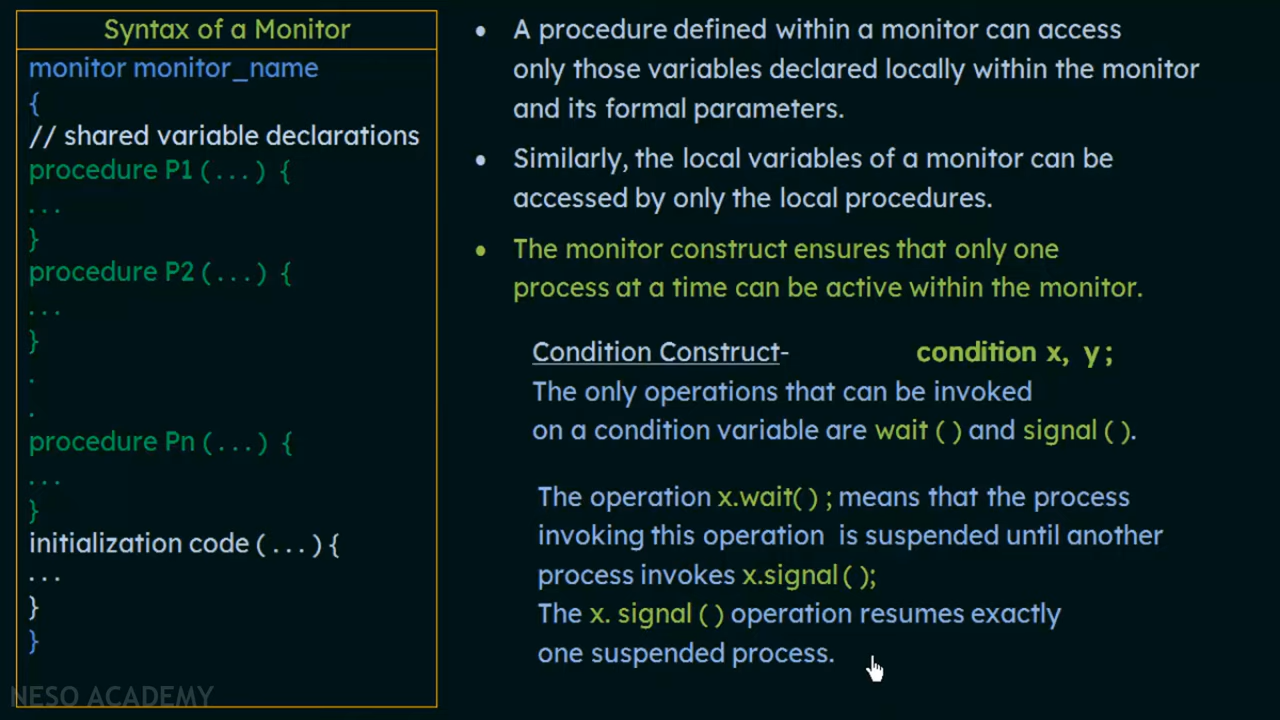 Syntax of a Monitor
monitor monitor_name
{
// shared variable declarations
procedure P1 (...) {
...
}
procedure P2 (...) {
...
}
.
.
procedure Pn (...) {
...
}
initialization code (...) {
...
}
}
NESO ACADEMY
• A procedure defined within a monitor can access
only those variables declared locally within the monitor
and its formal parameters.
• Similarly, the local variables of a monitor can be
accessed by only the local procedures.
• The monitor construct ensures that only one
process at a time can be active within the monitor.
Condition Construct- condition x, y ;
The only operations that can be invoked
on a condition variable are wait ( ) and signal ( ).
The operation x.wait( ) ; means that the process
invoking this operation is suspended until another
process invokes x.signal ( );
The x. signal ( ) operation resumes exactly
one suspended process.